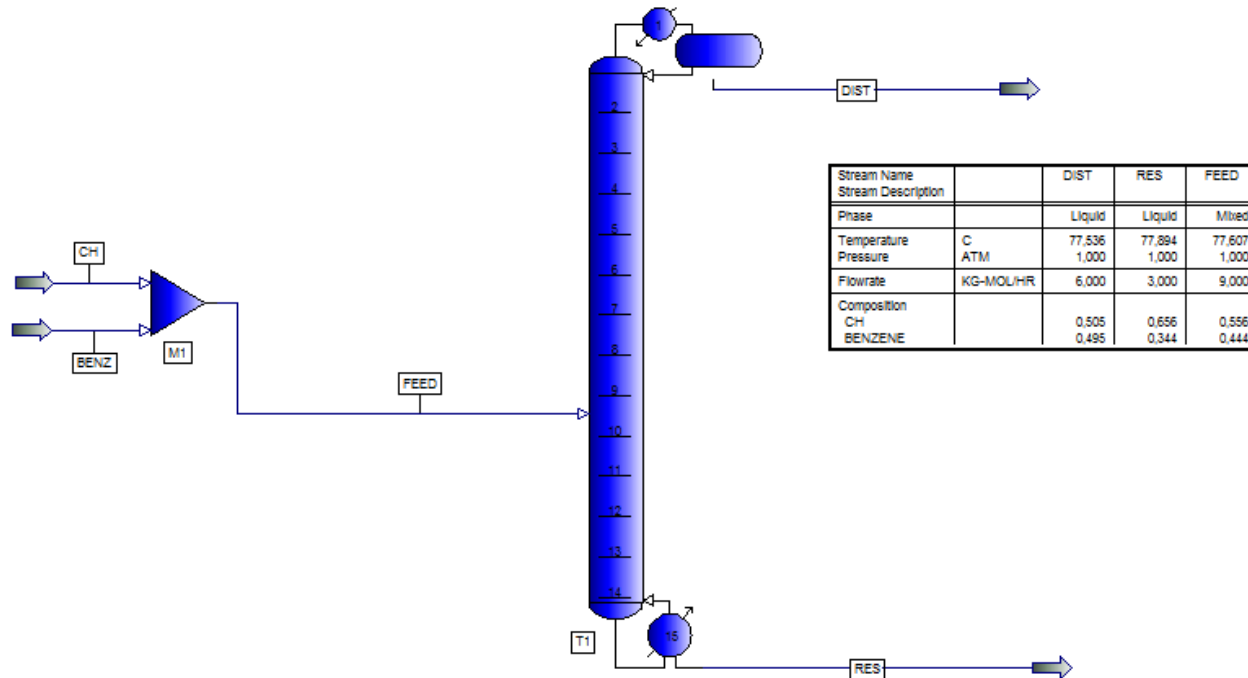 1
DIST
2
3
4
5
6
7
8
9
10
11
12
13
14
15
CH
BENZ
M1
FEED
T1
RES
Stream Name DIST RES FEED
Stream Description
Phase Liquid Liquid Mixed
Temperature C 77,536 77,894 77,607
Pressure ATM 1,000 1,000 1,000
Flowrate KG-MOL/HR 6,000 3,000 9,000
Composition
CH 0,505 0,656 0,556
BENZENE 0,495 0,344 0,444